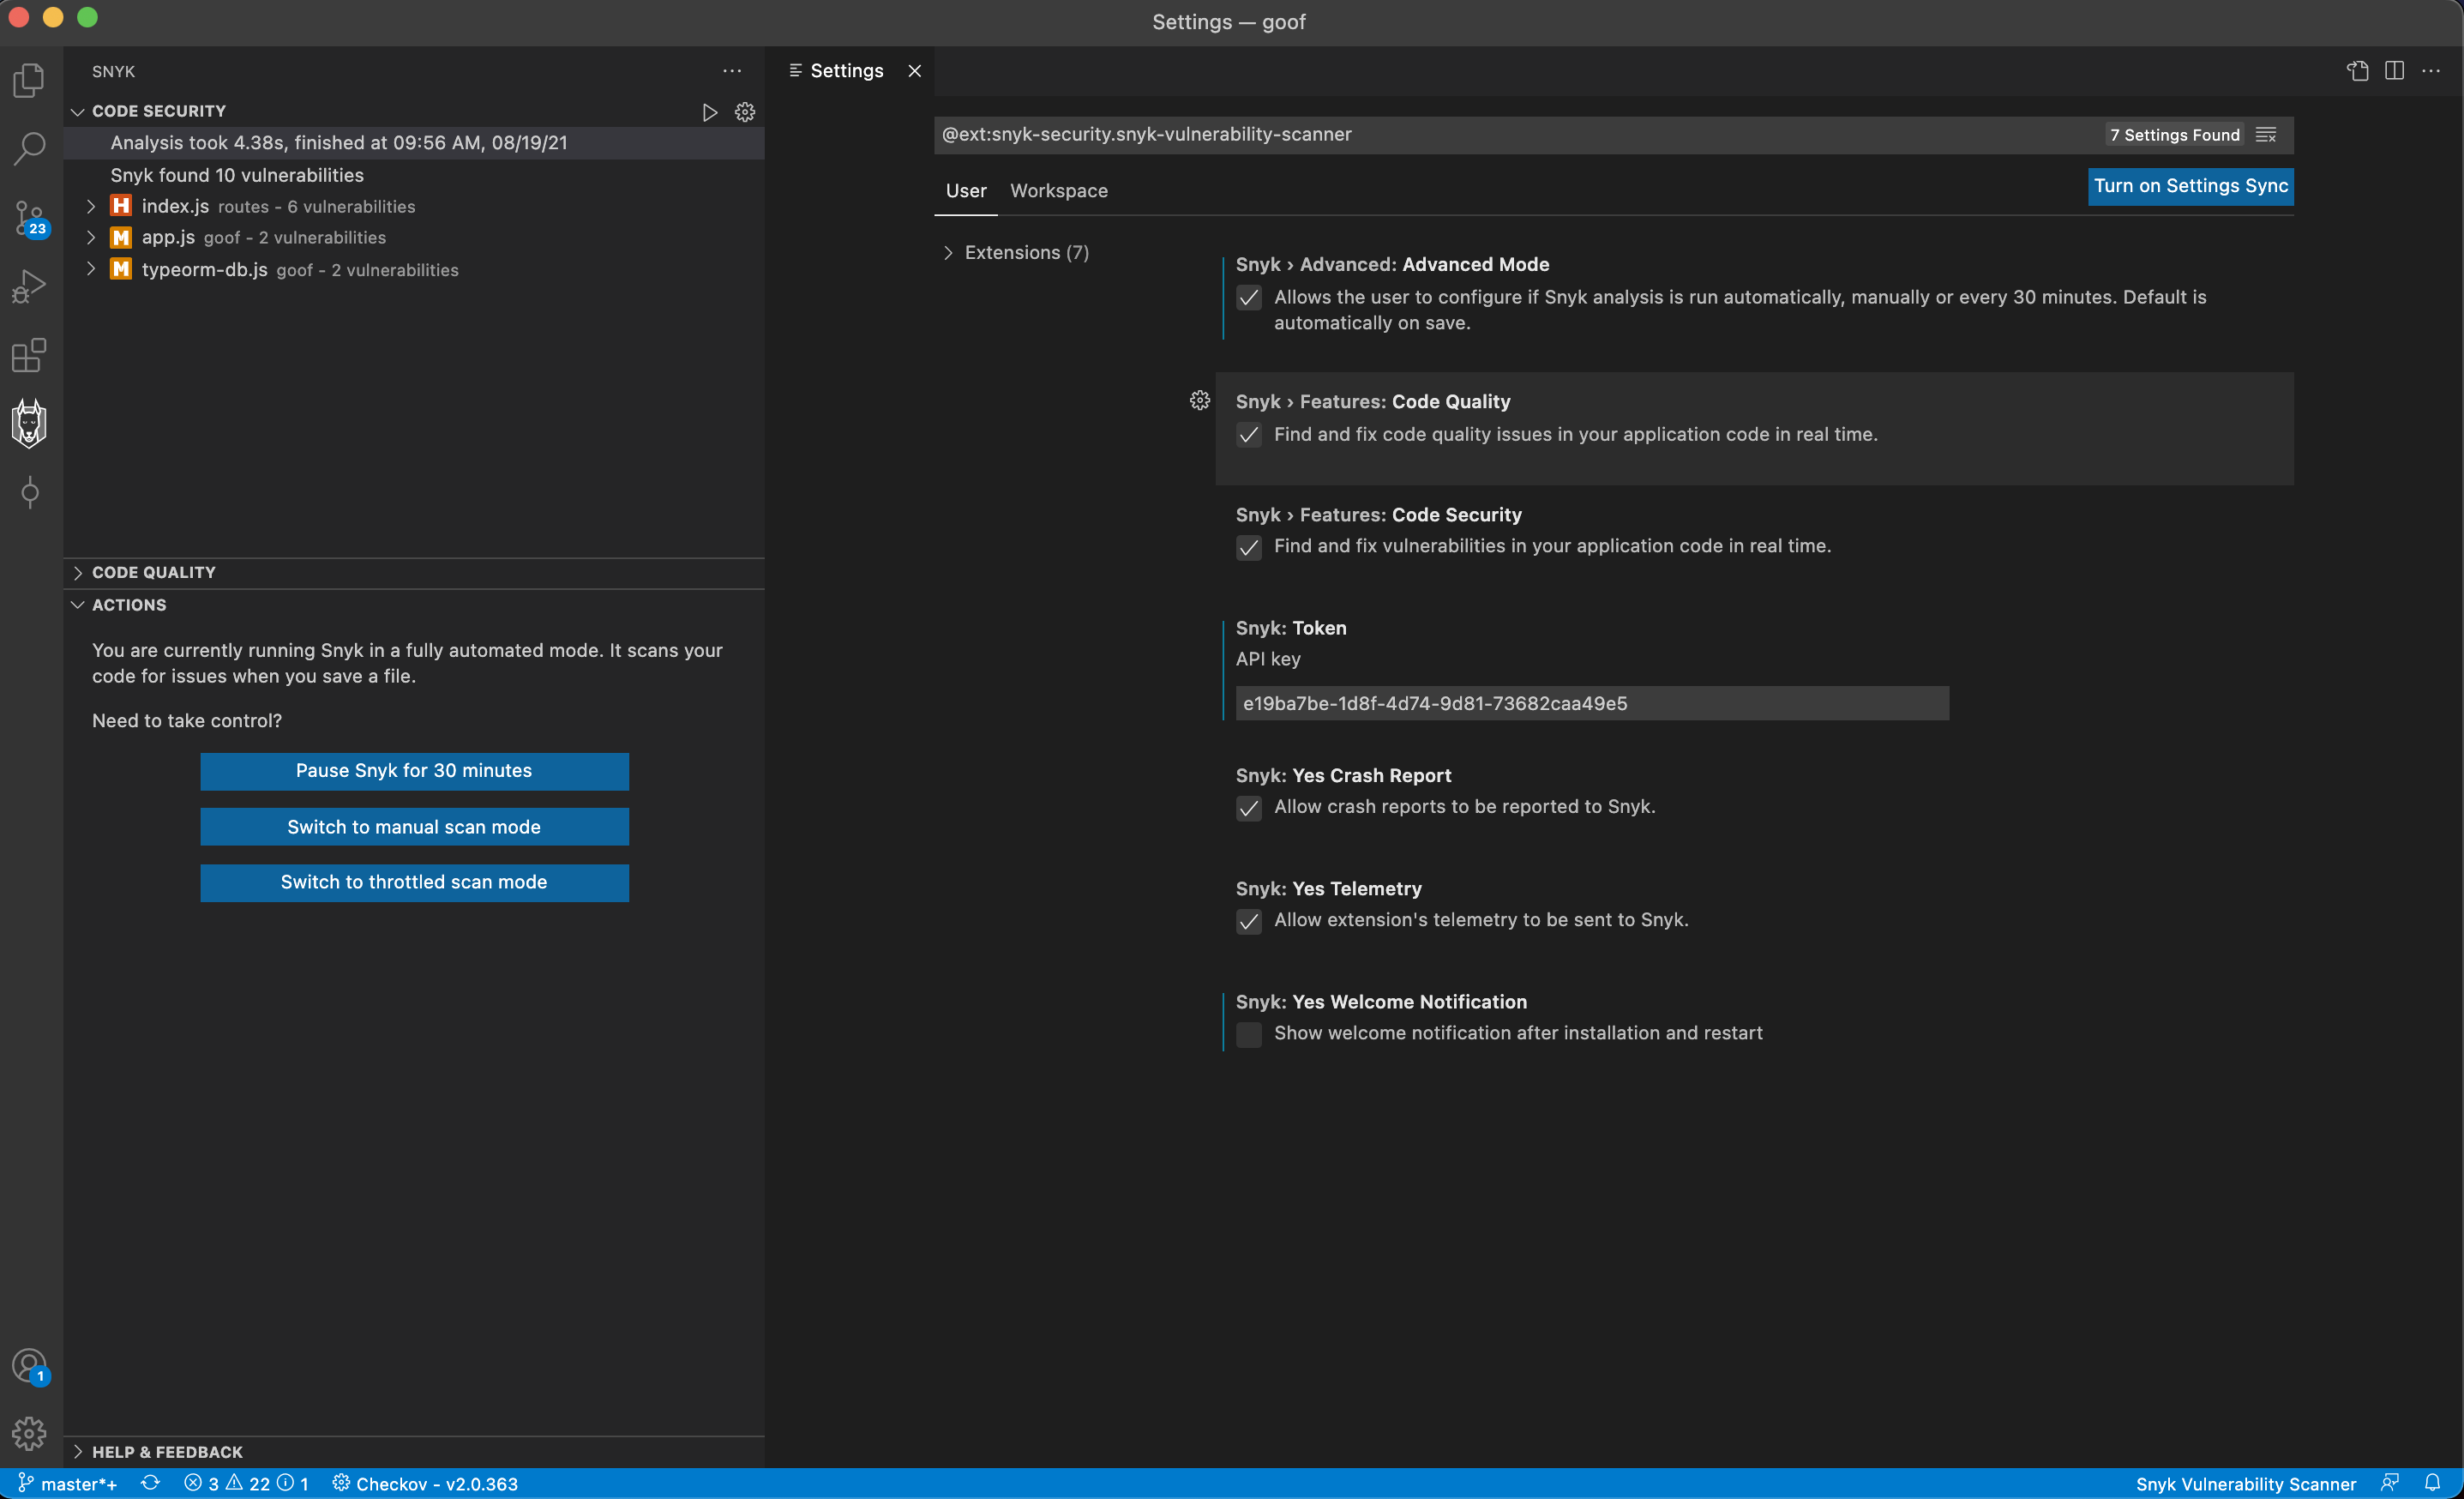 Settings — goof
SNYK
CODE SECURITY
Analysis took 4.38s, finished at 09:56 AM, 08/19/21
Snyk found 10 vulnerabilities
H index.js routes - 6 vulnerabilities
M app.js goof - 2 vulnerabilities
M typeorm-db.js goof - 2 vulnerabilities
23
CODE QUALITY
ACTIONS
You are currently running Snyk in a fully automated mode. It scans your
code for issues when you save a file.
Need to take control?
Pause Snyk for 30 minutes
Switch to manual scan mode
Switch to throttled scan mode
1
HELP & FEEDBACK
Settings
@ext:snyk-security.snyk-vulnerability-scanner
7 Settings Found
User Workspace
Turn on Settings Sync
Extensions (7)
Snyk › Advanced: Advanced Mode
Allows the user to configure if Snyk analysis is run automatically, manually or every 30 minutes. Default is
automatically on save.
Snyk › Features: Code Quality
Find and fix code quality issues in your application code in real time.
Snyk › Features: Code Security
Find and fix vulnerabilities in your application code in real time.
Snyk: Token
API key
e19ba7be-1d8f-4d74-9d81-73682caa49e5
Snyk: Yes Crash Report
Allow crash reports to be reported to Snyk.
Snyk: Yes Telemetry
Allow extension's telemetry to be sent to Snyk.
Snyk: Yes Welcome Notification
Show welcome notification after installation and restart
master*+ 3 22 1 Checkov - v2.0.363
Snyk Vulnerability Scanner